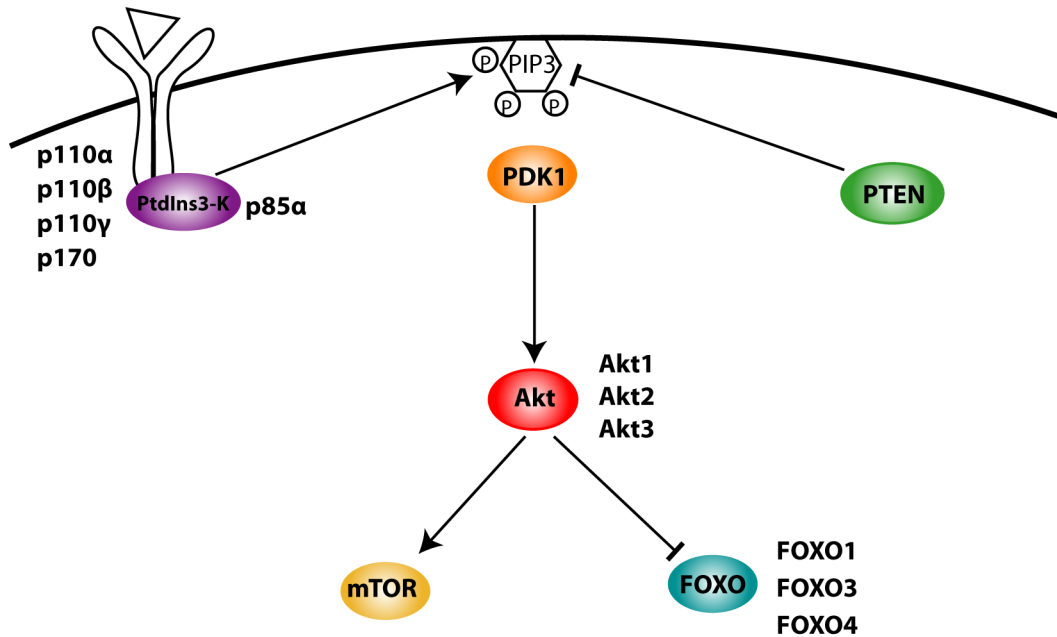 PIP3
P
P
P
p110α
p110β
p110γ
p170
PtdIns3-K
p85α
PDK1
PTEN
Akt
Akt1
Akt2
Akt3
mTOR
FOXO
FOXO1
FOXO3
FOXO4